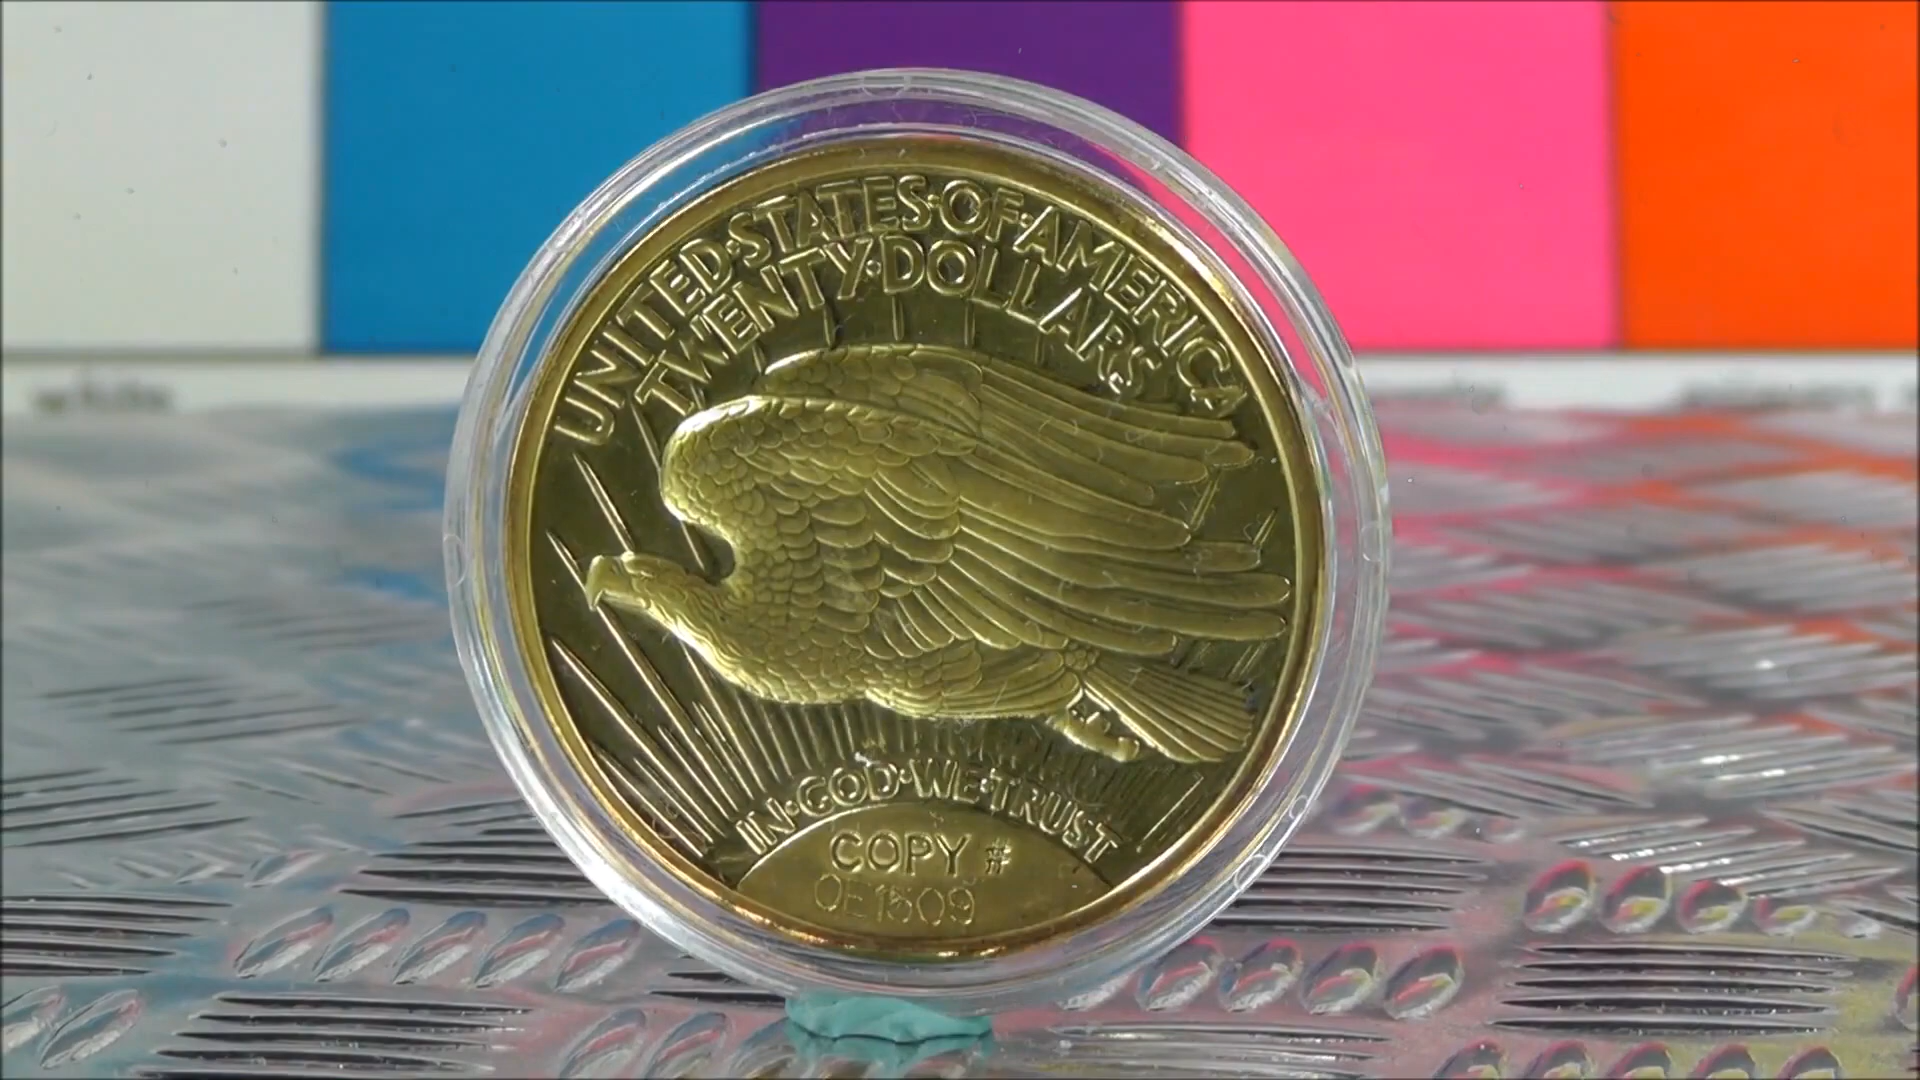 UNITED·STATES·OF·AMERICA
TWENTY·DOLLARS
IN·GOD·WE·TRUST
COPY #
OE1509